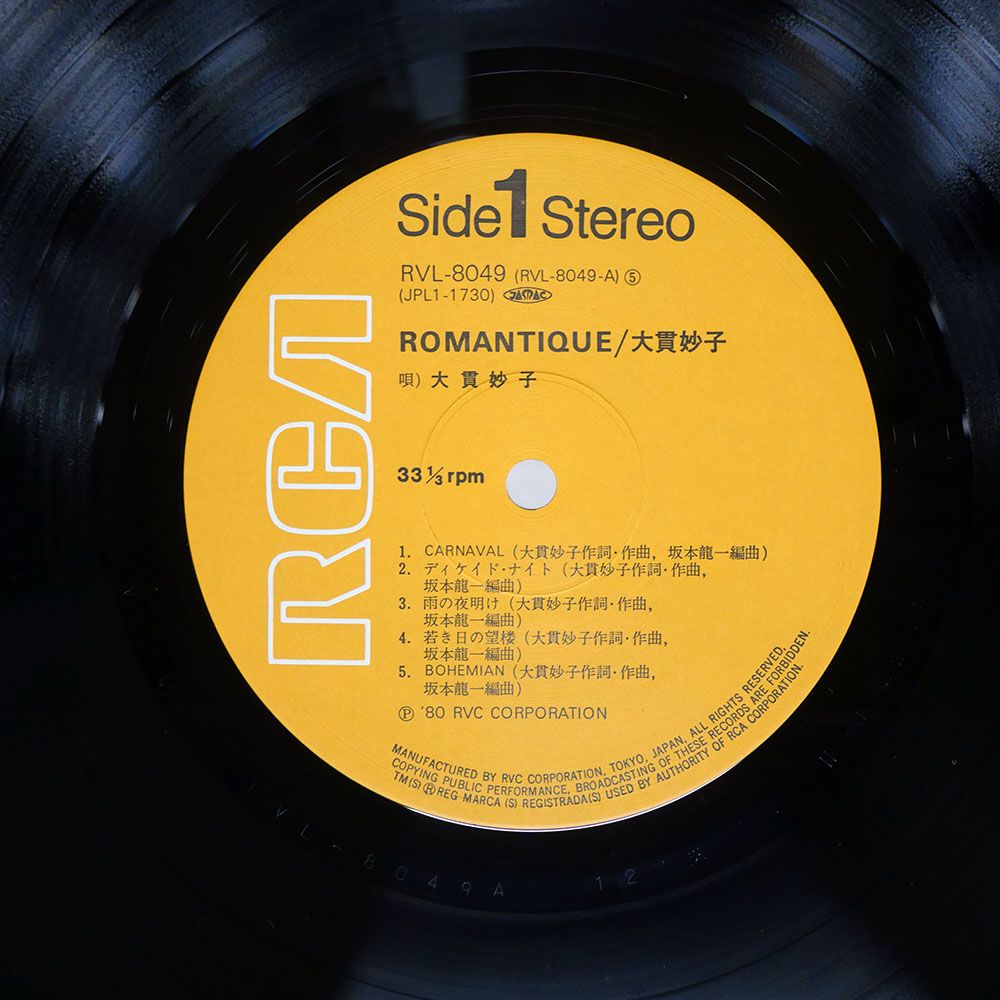 Side 1 Stereo
RVL-8049 (RVL-8049-A) ⑤
(JPL1-1730) JASRAC
ROMANTIQUE/大貫妙子
唄) 大貫妙子
RCA
33 1/3 rpm
1. CARNAVAL (大貫妙子作詞・作曲, 坂本龍一編曲)
2. ディケイド・ナイト (大貫妙子作詞・作曲,
坂本龍一編曲)
3. 雨の夜明け (大貫妙子作詞・作曲,
坂本龍一編曲)
4. 若き日の望楼 (大貫妙子作詞・作曲,
坂本龍一編曲)
5. BOHEMIAN (大貫妙子作詞・作曲,
坂本龍一編曲)
Ⓟ '80 RVC CORPORATION
MANUFACTURED BY RVC CORPORATION, TOKYO, JAPAN, ALL RIGHTS RESERVED,
COPYING PUBLIC PERFORMANCE, BROADCASTING OF THESE RECORDS ARE FORBIDDEN.
TM(S) ® REG MARCA (S) REGISTRADA(S) USED BY AUTHORITY OF RCA CORPORATION.
VL-8049A 12